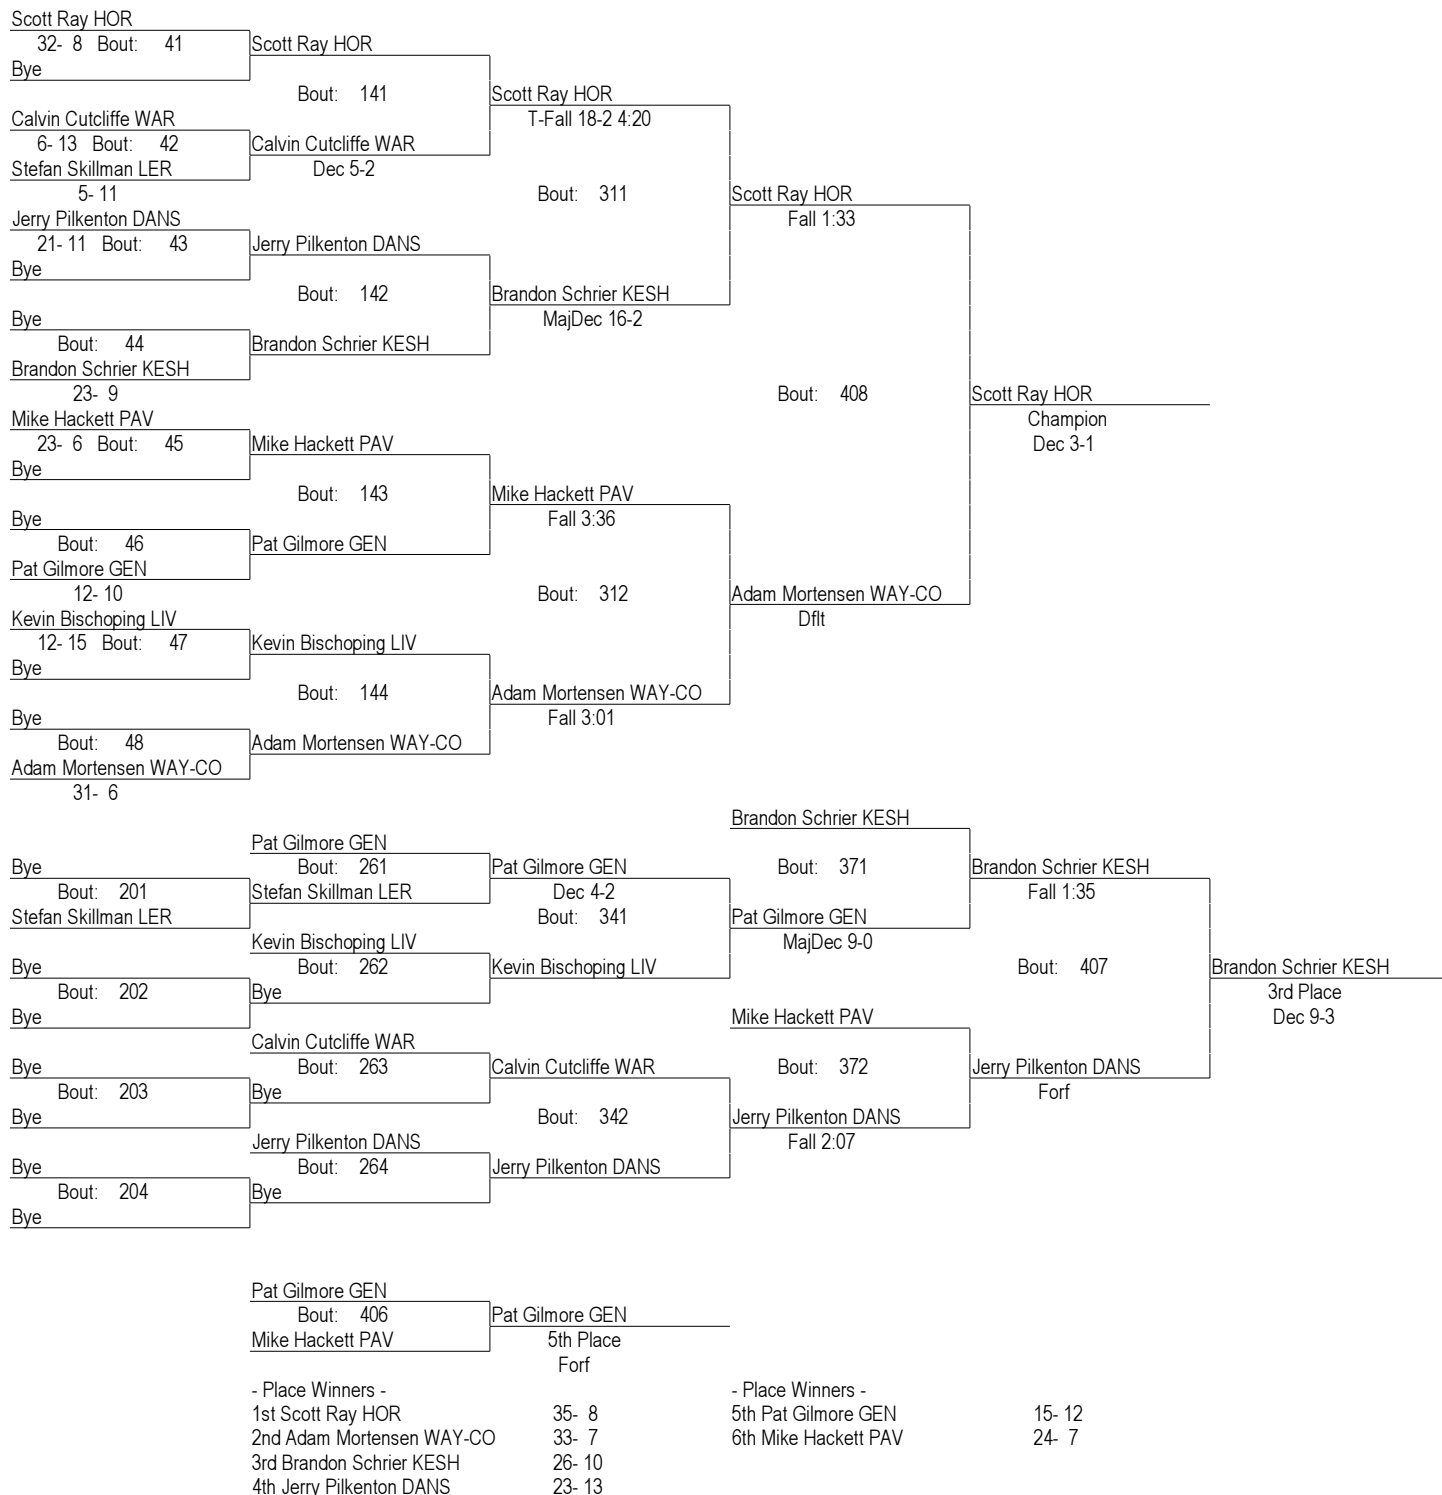 Scott Ray HOR
32- 8 Bout: 41
Scott Ray HOR
Bye
Bout: 141
Scott Ray HOR
Calvin Cutcliffe WAR
T-Fall 18-2 4:20
6- 13 Bout: 42
Calvin Cutcliffe WAR
Stefan Skillman LER
Dec 5-2
5- 11
Bout: 311
Scott Ray HOR
Jerry Pilkenton DANS
Fall 1:33
21- 11 Bout: 43
Jerry Pilkenton DANS
Bye
Bout: 142
Brandon Schrier KESH
Bye
MajDec 16-2
Bout: 44
Brandon Schrier KESH
Brandon Schrier KESH
23- 9
Bout: 408
Scott Ray HOR
Mike Hackett PAV
Champion
23- 6 Bout: 45
Mike Hackett PAV
Dec 3-1
Bye
Bout: 143
Mike Hackett PAV
Bye
Fall 3:36
Bout: 46
Pat Gilmore GEN
Pat Gilmore GEN
12- 10
Bout: 312
Adam Mortensen WAY-CO
Kevin Bischoping LIV
Dflt
12- 15 Bout: 47
Kevin Bischoping LIV
Bye
Bout: 144
Adam Mortensen WAY-CO
Bye
Fall 3:01
Bout: 48
Adam Mortensen WAY-CO
Adam Mortensen WAY-CO
31- 6
Brandon Schrier KESH
Pat Gilmore GEN
Bye
Bout: 261
Pat Gilmore GEN
Bout: 371
Brandon Schrier KESH
Bout: 201
Stefan Skillman LER
Dec 4-2
Fall 1:35
Stefan Skillman LER
Bout: 341
Pat Gilmore GEN
Kevin Bischoping LIV
MajDec 9-0
Bye
Bout: 262
Kevin Bischoping LIV
Bout: 407
Brandon Schrier KESH
Bout: 202
Bye
3rd Place
Bye
Mike Hackett PAV
Dec 9-3
Calvin Cutcliffe WAR
Bye
Bout: 263
Calvin Cutcliffe WAR
Bout: 372
Jerry Pilkenton DANS
Bout: 203
Bye
Forf
Bye
Bout: 342
Jerry Pilkenton DANS
Jerry Pilkenton DANS
Fall 2:07
Bye
Bout: 264
Jerry Pilkenton DANS
Bout: 204
Bye
Bye
Pat Gilmore GEN
Bout: 406
Pat Gilmore GEN
Mike Hackett PAV
5th Place
Forf
- Place Winners -
- Place Winners -
1st Scott Ray HOR 35- 8
5th Pat Gilmore GEN 15- 12
2nd Adam Mortensen WAY-CO 33- 7
6th Mike Hackett PAV 24- 7
3rd Brandon Schrier KESH 26- 10
4th Jerry Pilkenton DANS 23- 13